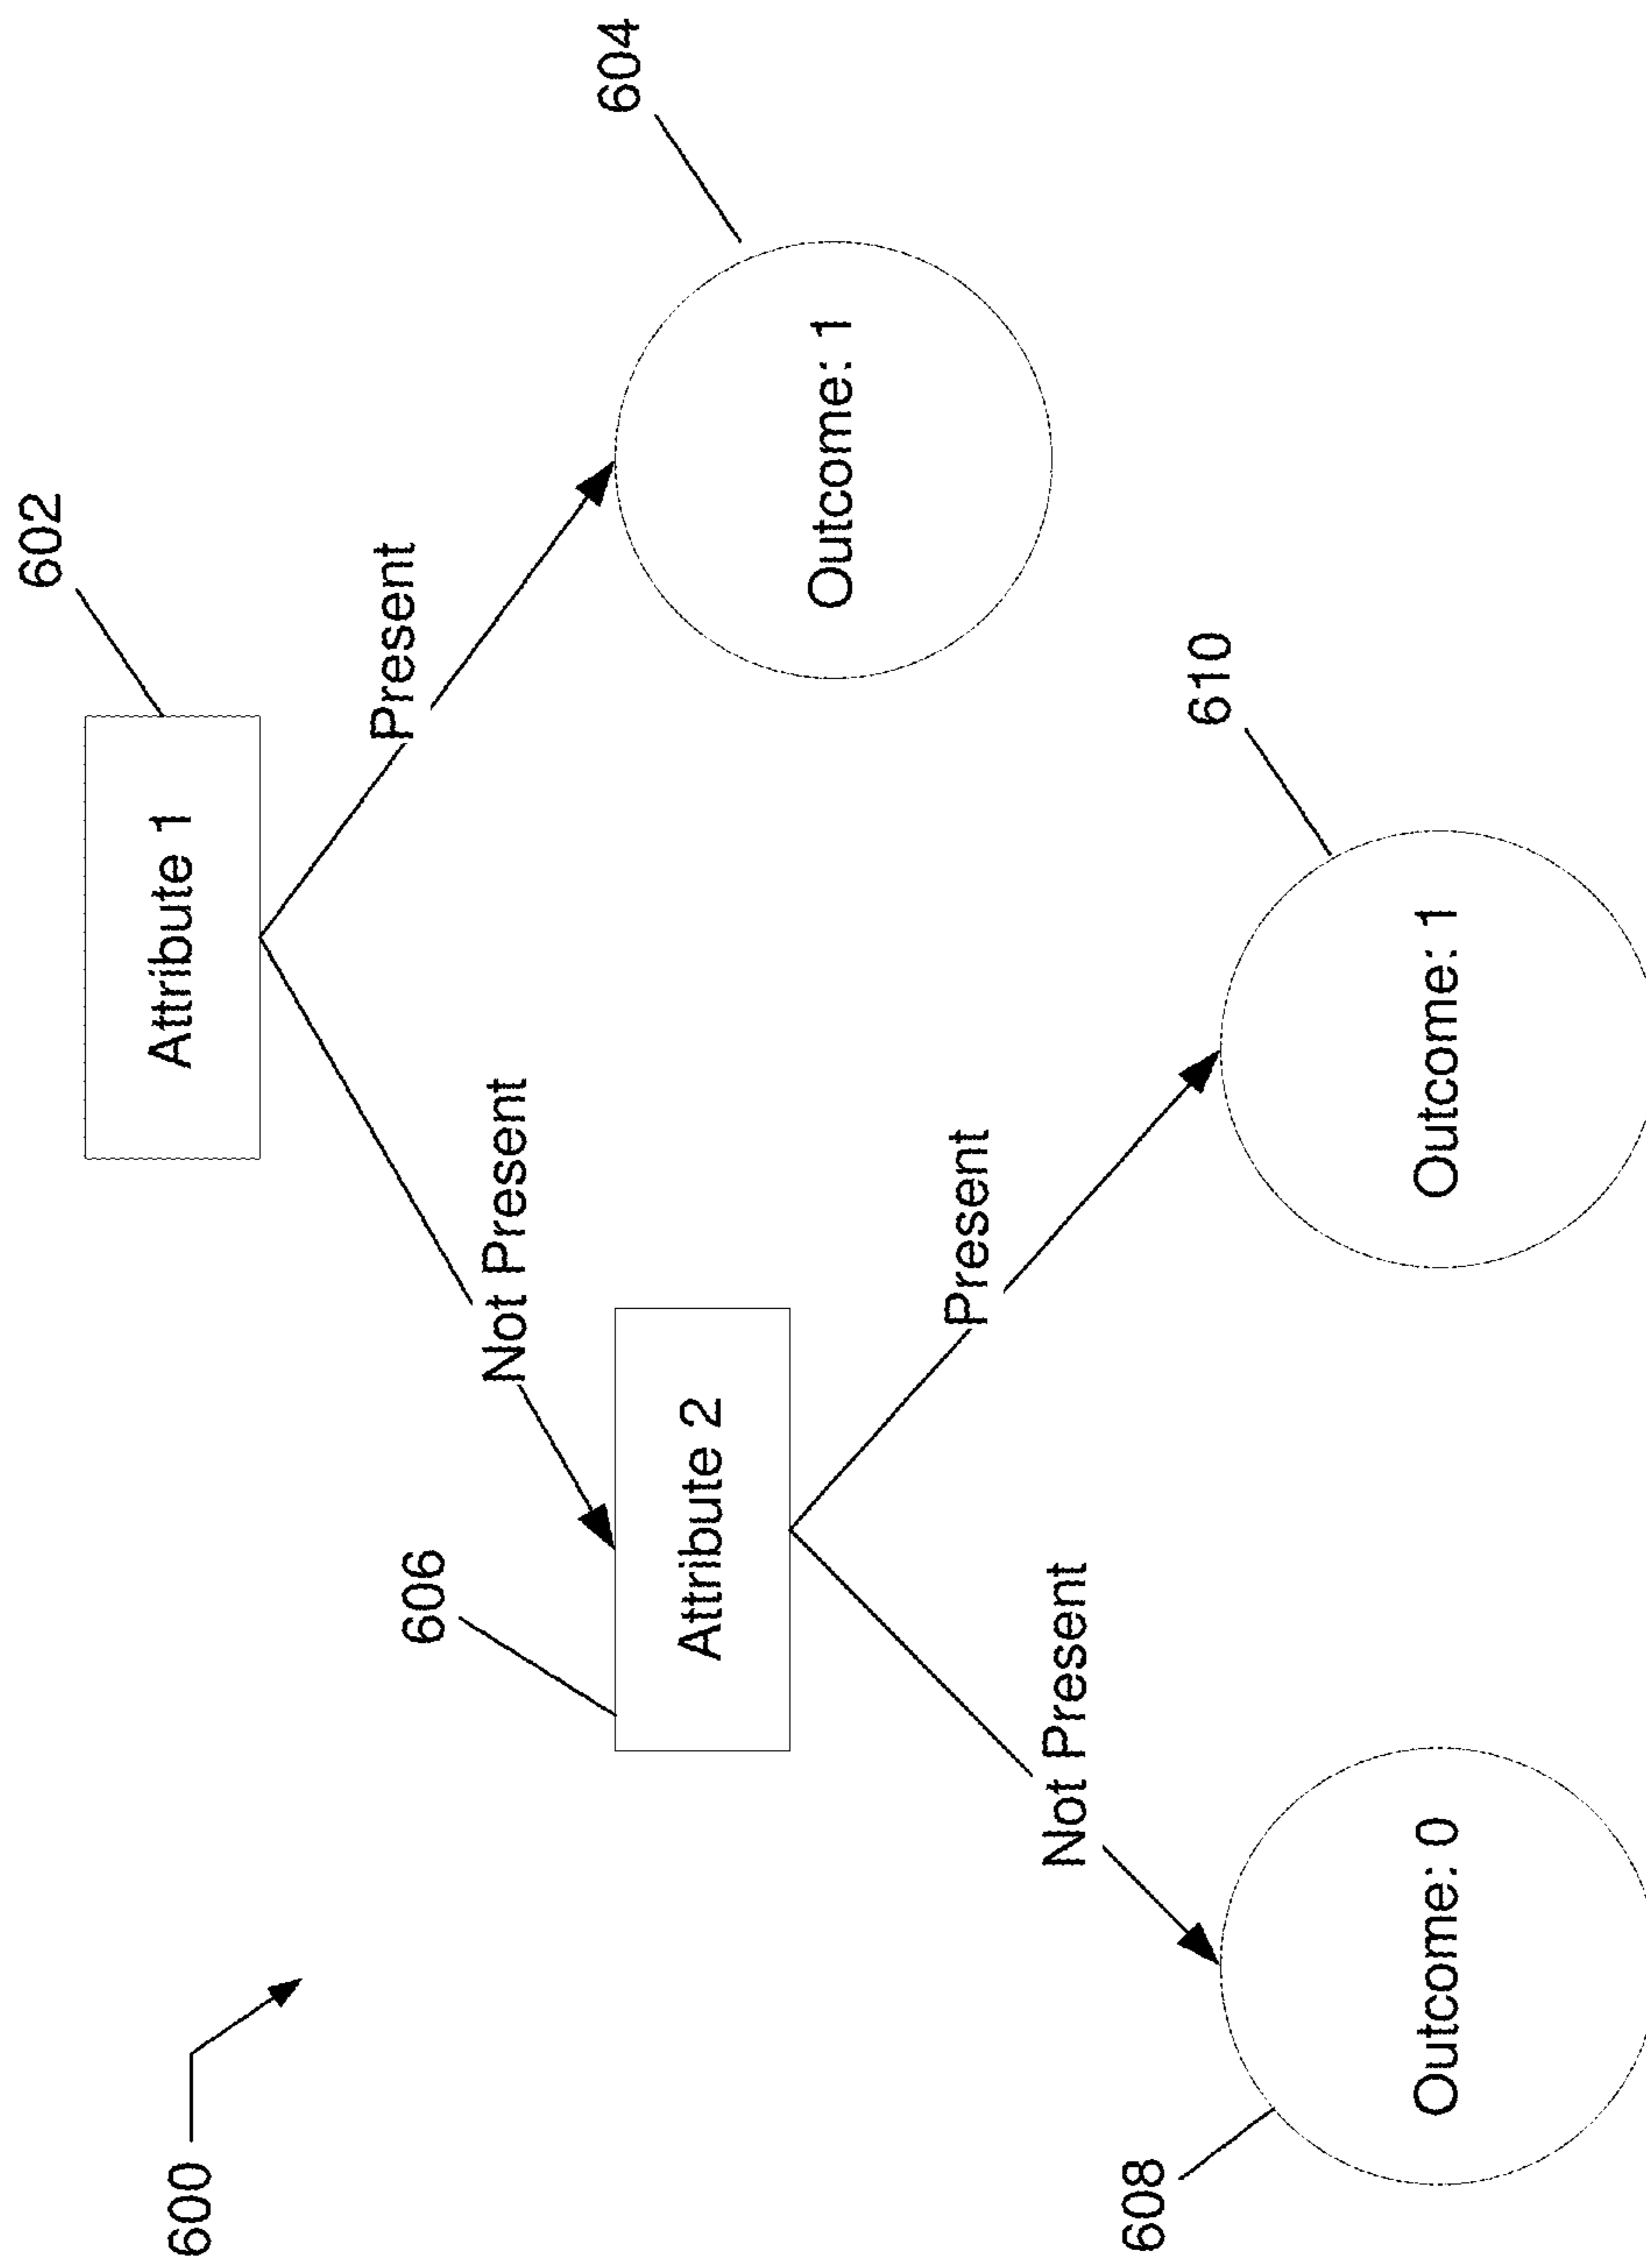 600
602
Attribute 1
Present
Not Present
604
606
Attribute 2
Outcome: 1
Present
Not Present
610
608
Outcome: 0
Outcome: 1